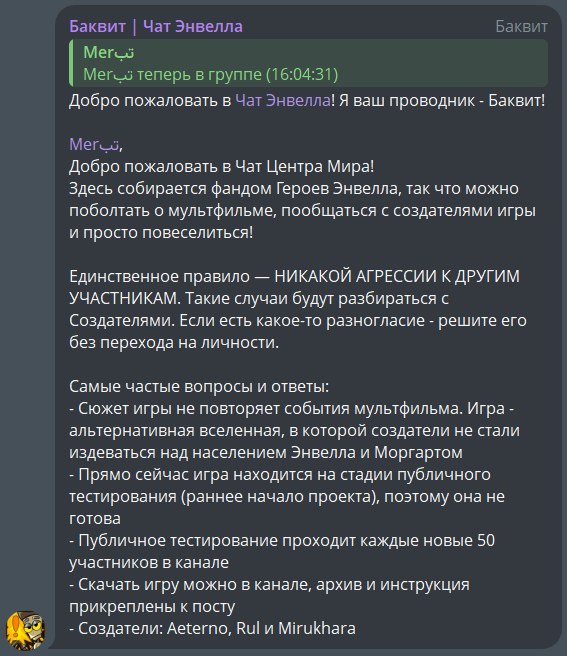 Баквит | Чат Энвелла
Баквит
Merتب
Merتب теперь в группе (16:04:31)
Добро пожаловать в Чат Энвелла! Я ваш проводник - Баквит!
Merتب,
Добро пожаловать в Чат Центра Мира!
Здесь собирается фандом Героев Энвелла, так что можно
поболтать о мультфильме, пообщаться с создателями игры
и просто повеселиться!
Единственное правило — НИКАКОЙ АГРЕССИИ К ДРУГИМ
УЧАСТНИКАМ. Такие случаи будут разбираться с
Создателями. Если есть какое-то разногласие - решите его
без перехода на личности.
Самые частые вопросы и ответы:
- Сюжет игры не повторяет события мультфильма. Игра -
альтернативная вселенная, в которой создатели не стали
издеваться над населением Энвелла и Моргартом
- Прямо сейчас игра находится на стадии публичного
тестирования (раннее начало проекта), поэтому она не
готова
- Публичное тестирование проходит каждые новые 50
участников в канале
- Скачать игру можно в канале, архив и инструкция
прикреплены к посту
- Создатели: Aeterno, Rul и Mirukhara